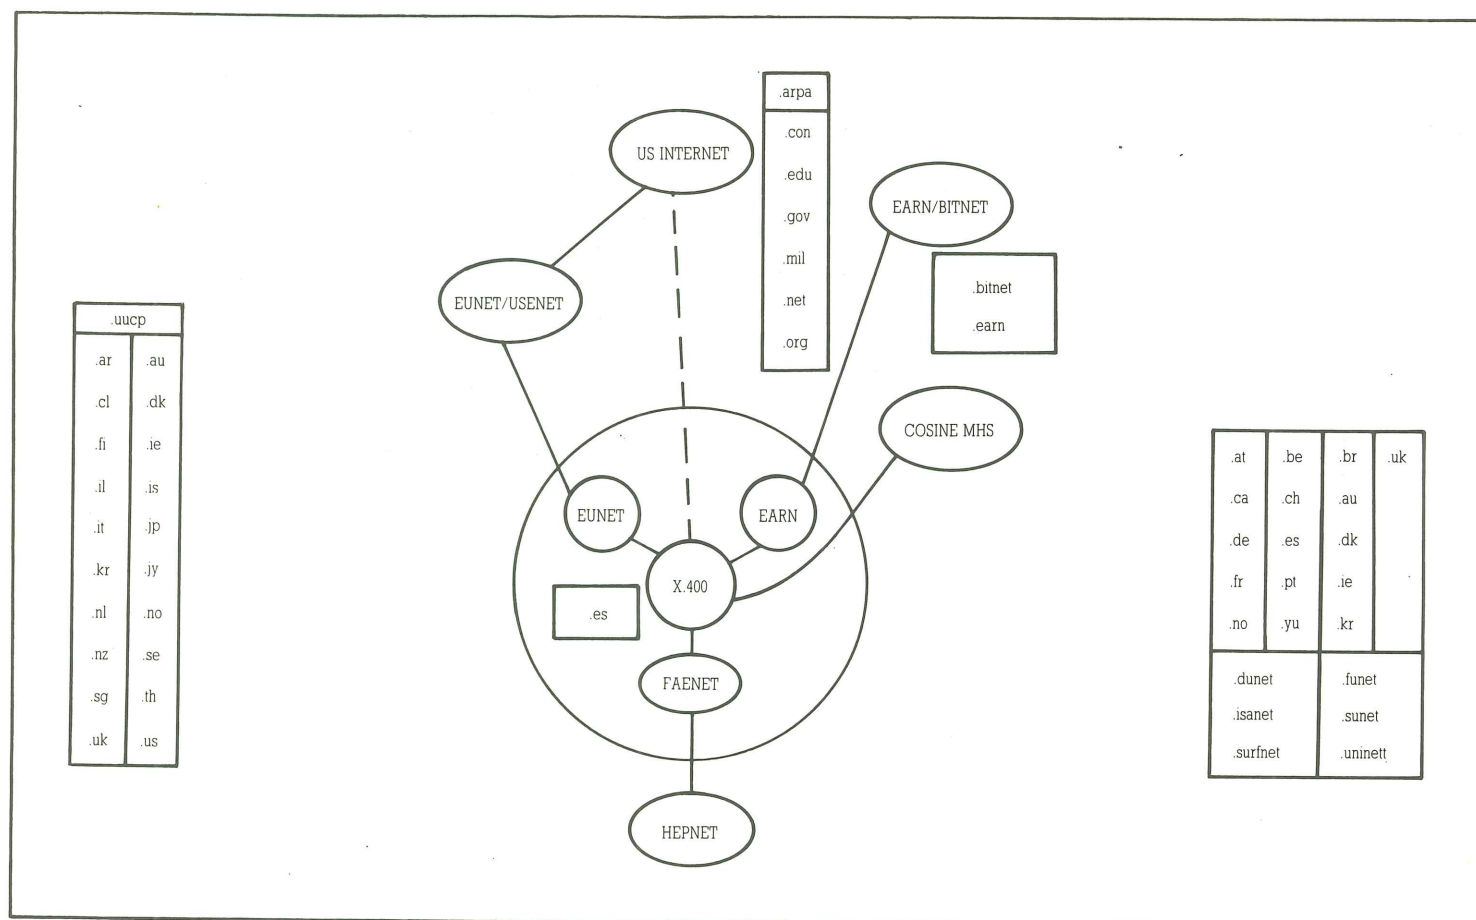 .arpa
.con
.edu
.gov
.mil
.net
.org
US INTERNET
EARN/BITNET
.bitnet
.earn
EUNET/USENET
COSINE MHS
EUNET
EARN
X.400
.es
FAENET
HEPNET
.uucp
.ar .au
.cl .dk
.fi .ie
.il .is
.it .jp
.kr .jy
.nl .no
.nz .se
.sg .th
.uk .us
.at .be .br .uk
.ca .ch .au
.de .es .dk
.fr .pt .ie
.no .yu .kr
.dunet .funet
.isanet .sunet
.surfnet .uninett